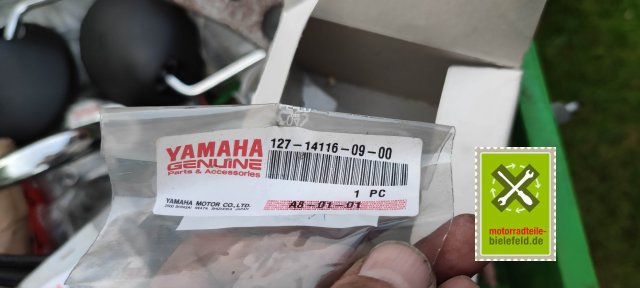 YAMAHA
GENUINE
Parts & Accessories
127-14116-09-00
1 PC
YAMAHA MOTOR CO., LTD.
A8-01-01
motorradteile-
bielefeld.de